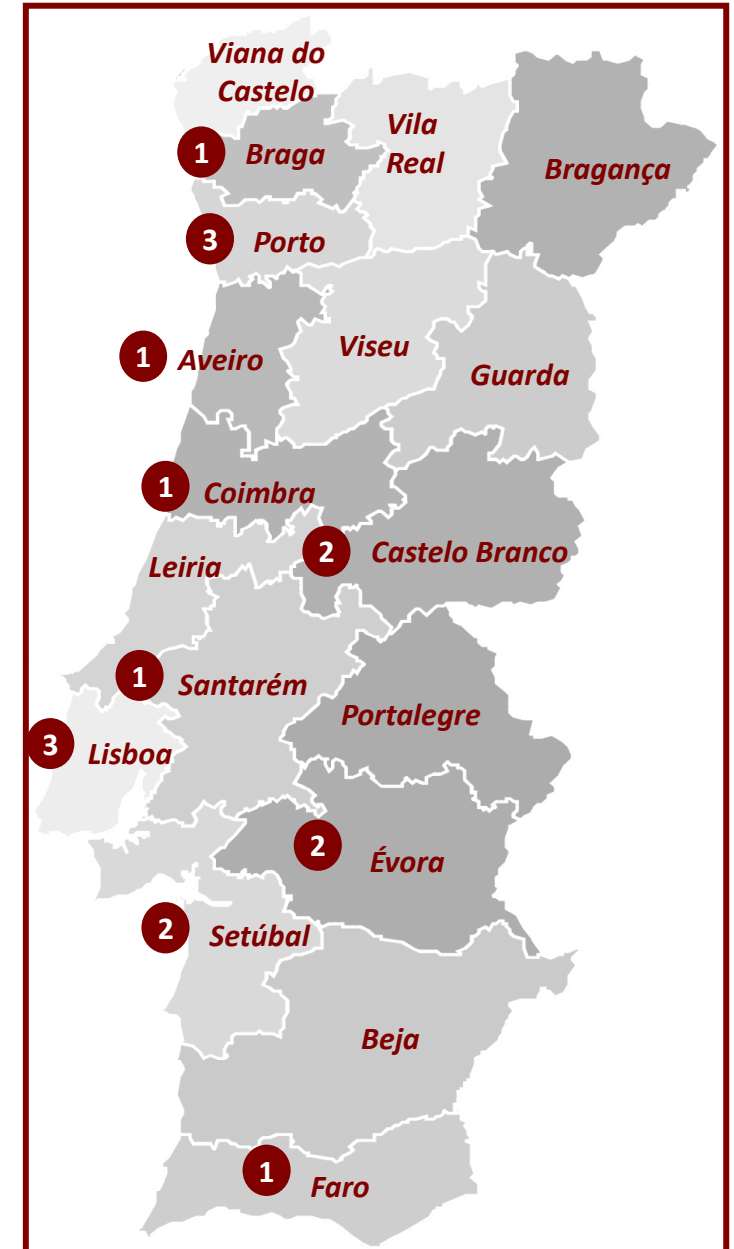 Viana do
Castelo
1 Braga
Vila
Real
Bragança
3 Porto
1 Aveiro
Viseu
Guarda
1 Coimbra
2 Castelo Branco
Leiria
1 Santarém
Portalegre
3 Lisboa
2 Évora
2 Setúbal
Beja
1 Faro